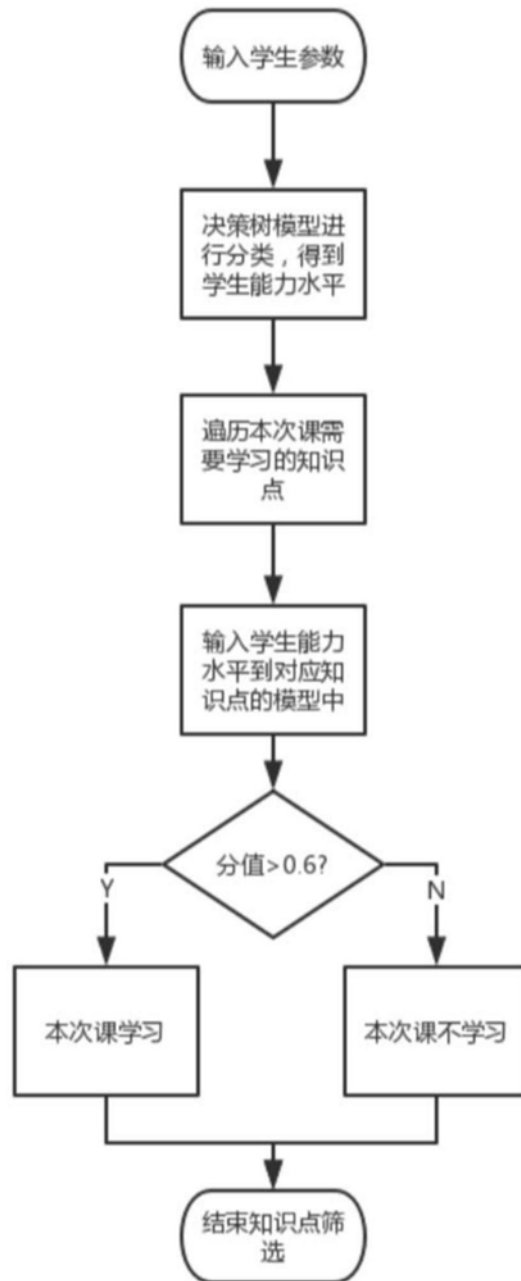 输入学生参数
决策树模型进
行分类，得到
学生能力水平
遍历本次课需
要学习的知识
点
输入学生能力
水平到对应知
识点的模型中
分值>0.6?
Y
N
本次课学习
本次课不学习
结束知识点筛
选